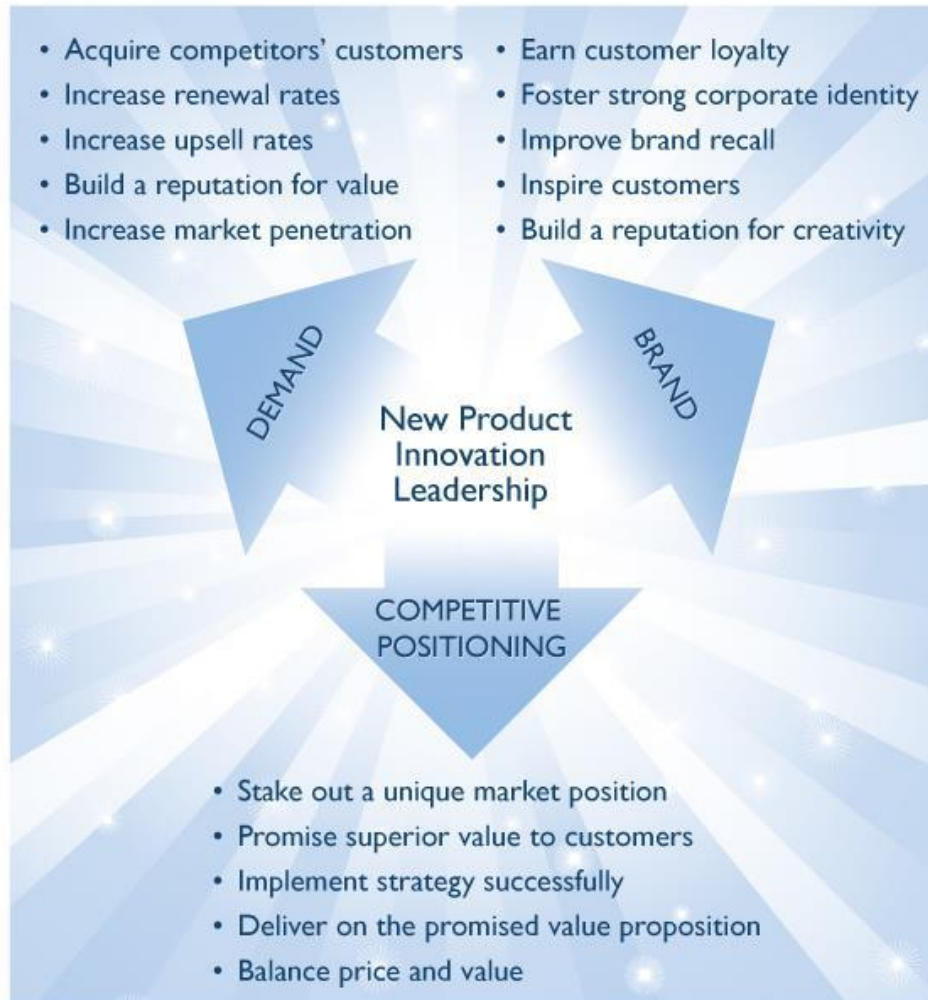 • Acquire competitors' customers
• Increase renewal rates
• Increase upsell rates
• Build a reputation for value
• Increase market penetration
• Earn customer loyalty
• Foster strong corporate identity
• Improve brand recall
• Inspire customers
• Build a reputation for creativity
DEMAND
BRAND
New Product
Innovation
Leadership
COMPETITIVE
POSITIONING
• Stake out a unique market position
• Promise superior value to customers
• Implement strategy successfully
• Deliver on the promised value proposition
• Balance price and value